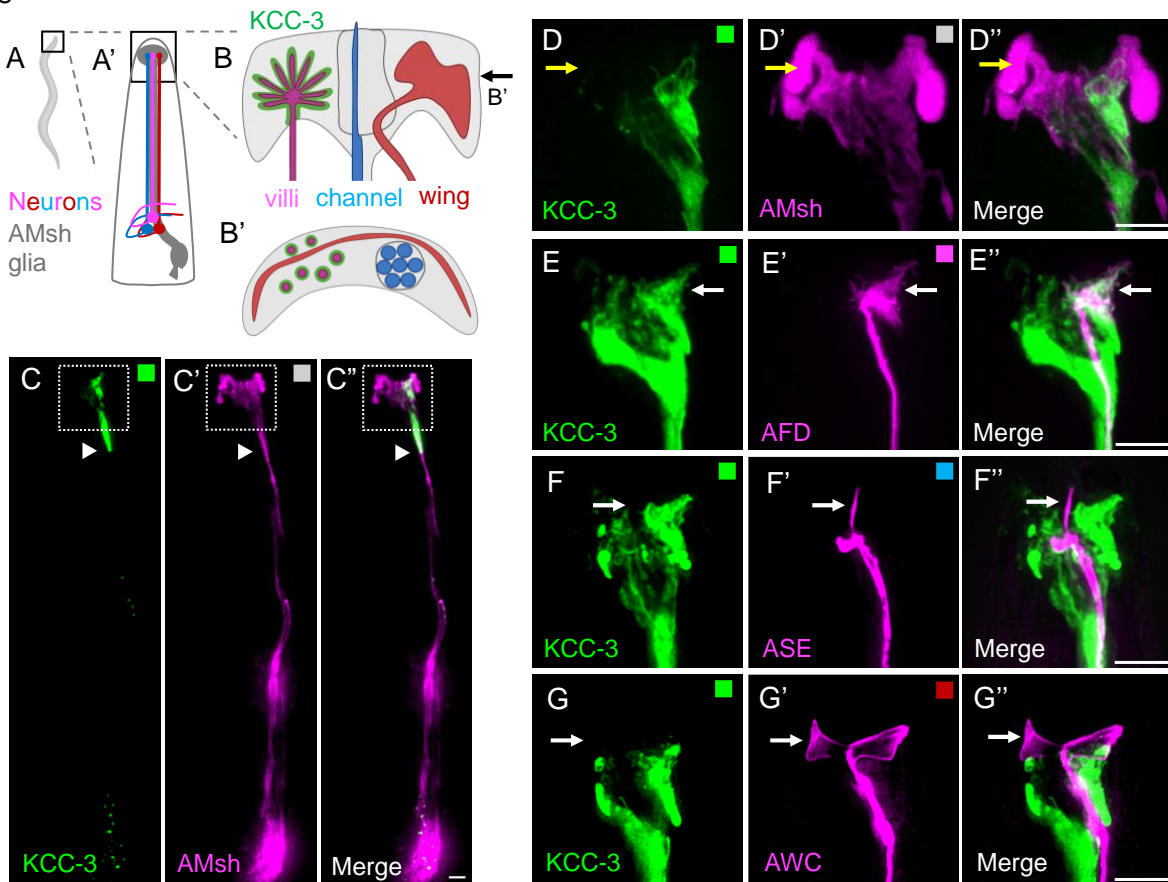 A
A'
B
KCC-3
B'
villi channel wing
Neurons
AMsh
glia
B'
C
C'
C"
KCC-3
AMsh
Merge
D
D'
D"
KCC-3
AMsh
Merge
E
E'
E"
KCC-3
AFD
Merge
F
F'
F"
KCC-3
ASE
Merge
G
G'
G"
KCC-3
AWC
Merge